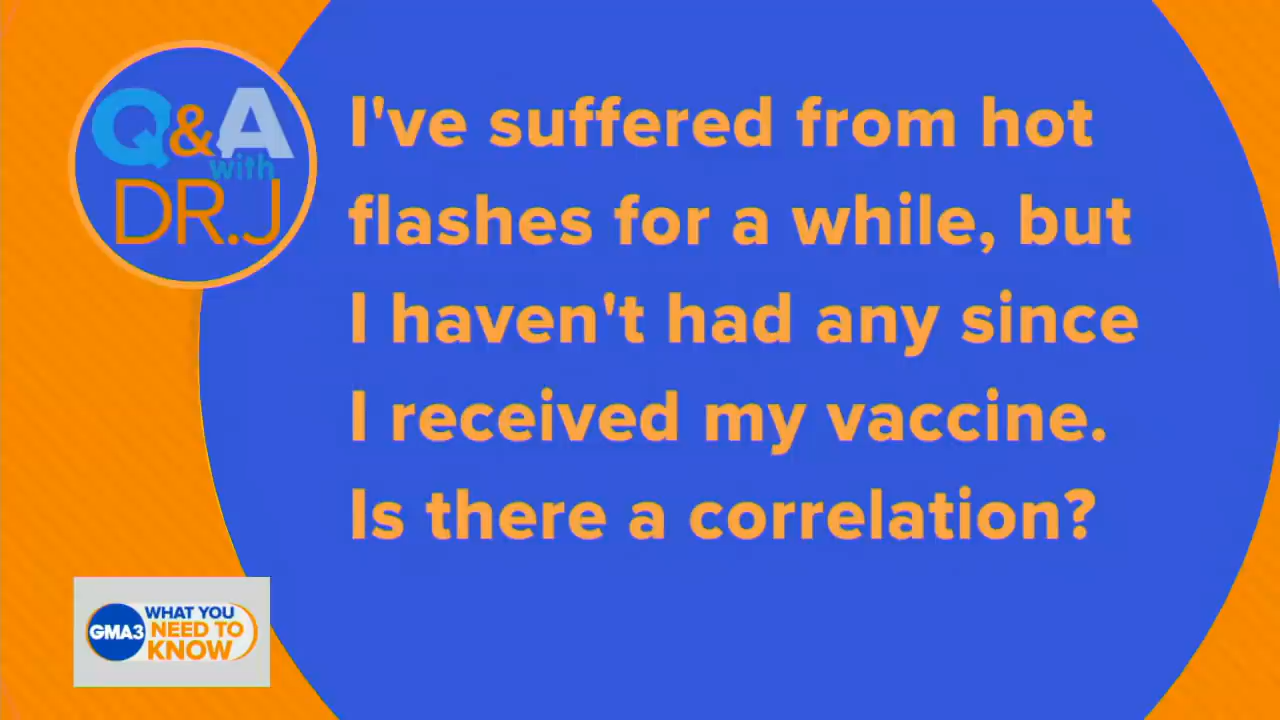 Q&A
with
DR.J
I've suffered from hot
flashes for a while, but
I haven't had any since
I received my vaccine.
Is there a correlation?
GMA3
WHAT YOU
NEED TO
KNOW